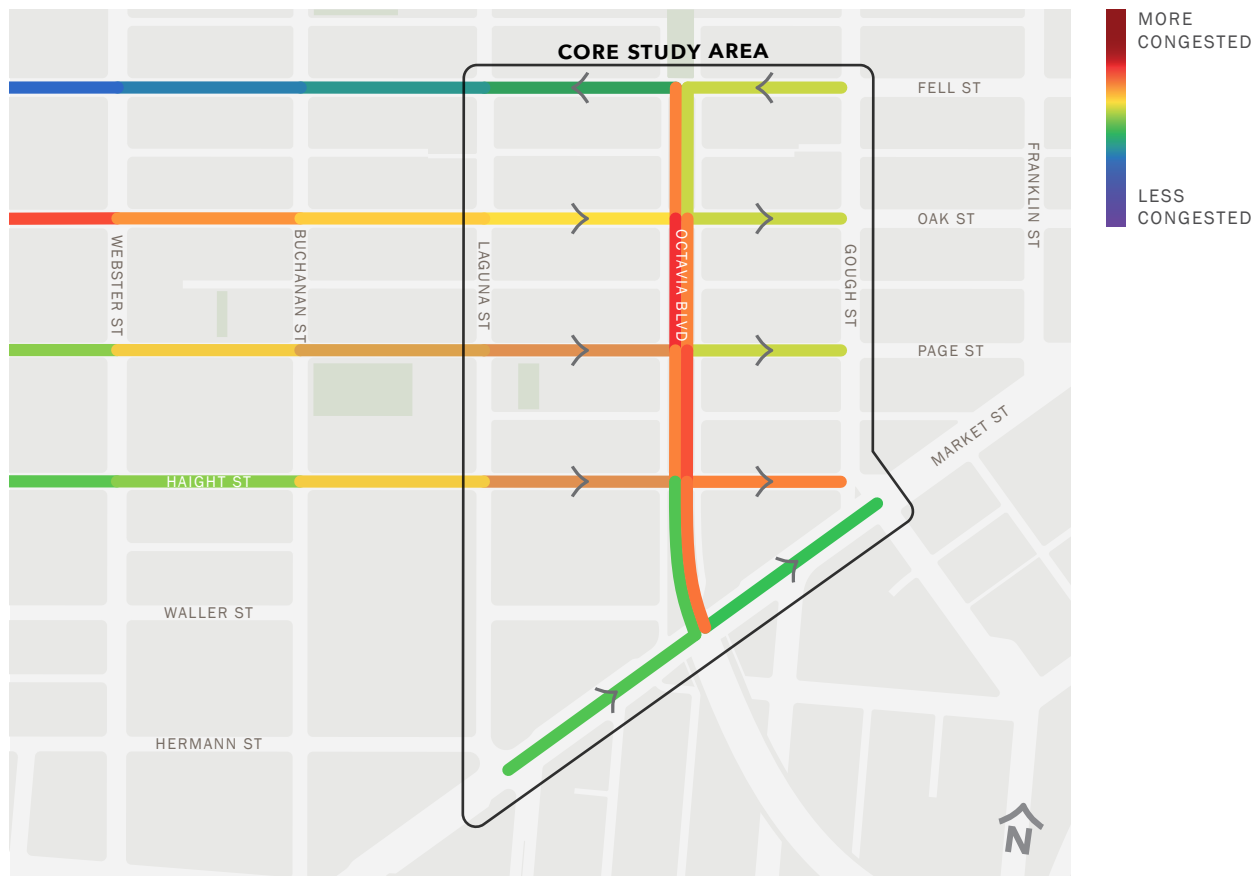 MORE
CONGESTED
CORE STUDY AREA
FELL ST
FRANKLIN ST
LESS
CONGESTED
OAK ST
WEBSTER ST
BUCHANAN ST
LAGUNA ST
OCTAVIA BLVD
GOUGH ST
PAGE ST
MARKET ST
HAIGHT ST
WALLER ST
HERMANN ST
N